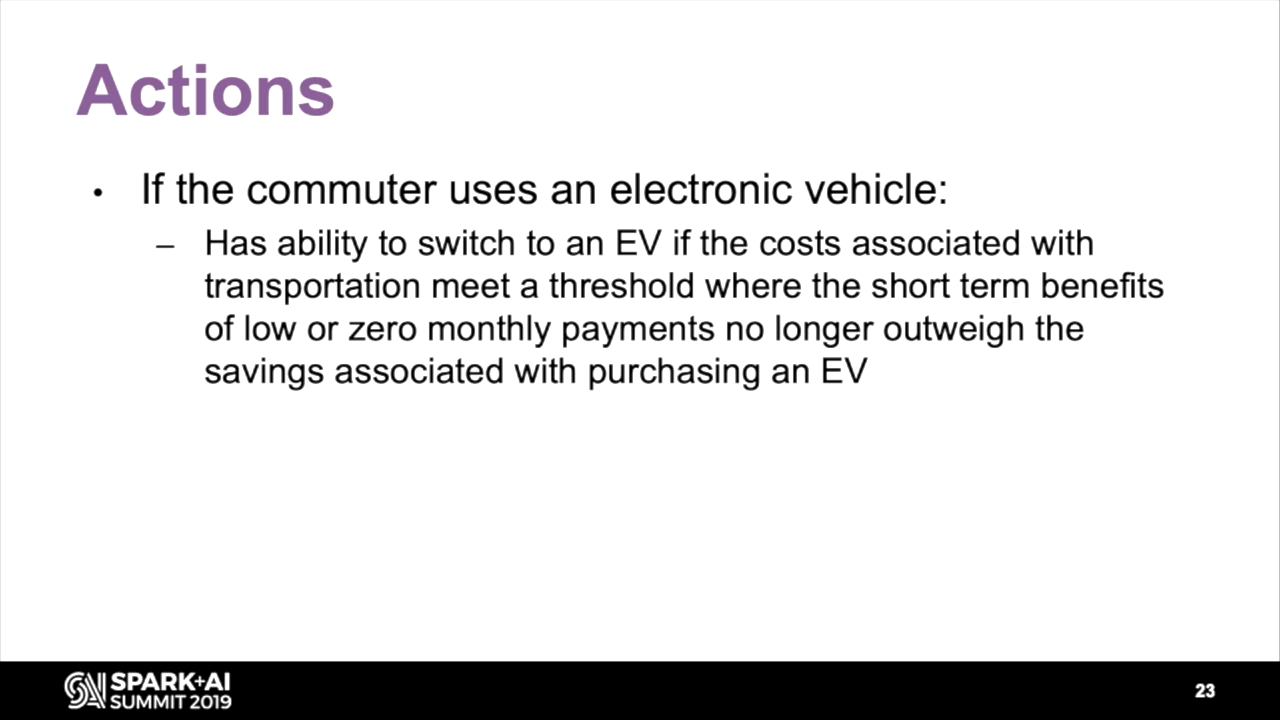 Actions
• If the commuter uses an electronic vehicle:
– Has ability to switch to an EV if the costs associated with
transportation meet a threshold where the short term benefits
of low or zero monthly payments no longer outweigh the
savings associated with purchasing an EV
SPARK+AI
SUMMIT 2019
23